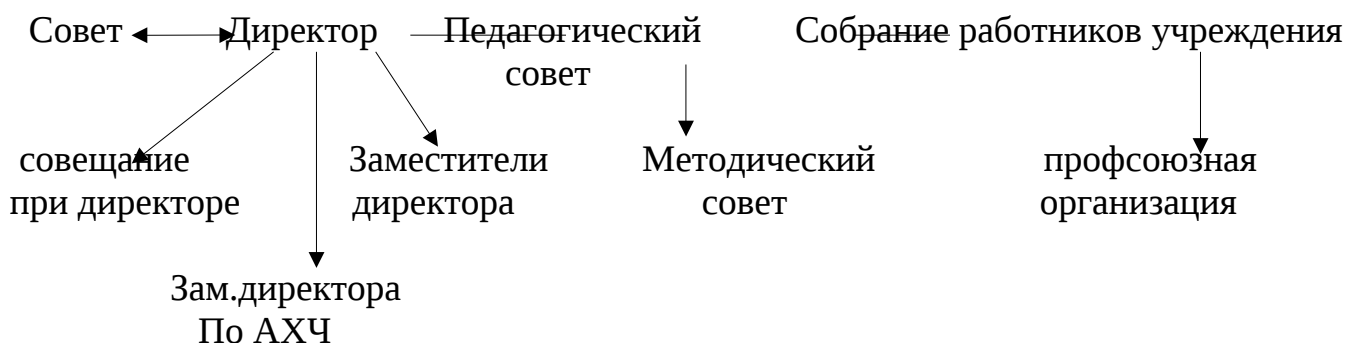 Совет Директор Педагогический Собрание работников учреждения
совет
совещание Заместители Методический профсоюзная
при директоре директора совет организация
Зам.директора
По АХЧ